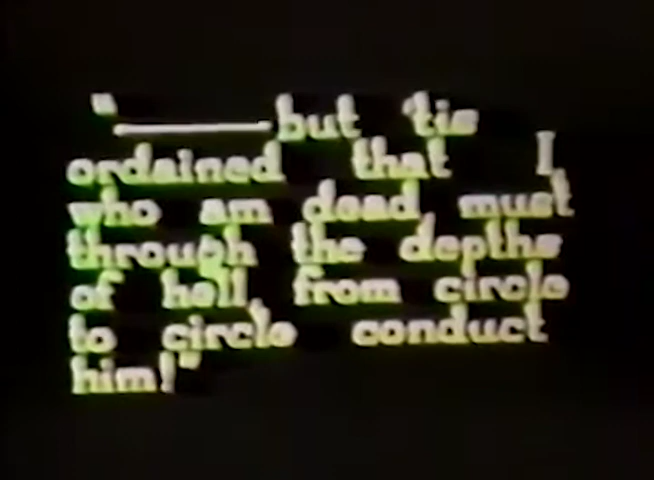 "——but 'tis
ordained that I,
who am dead, must
through the depths
of hell, from circle
to circle conduct
him!"